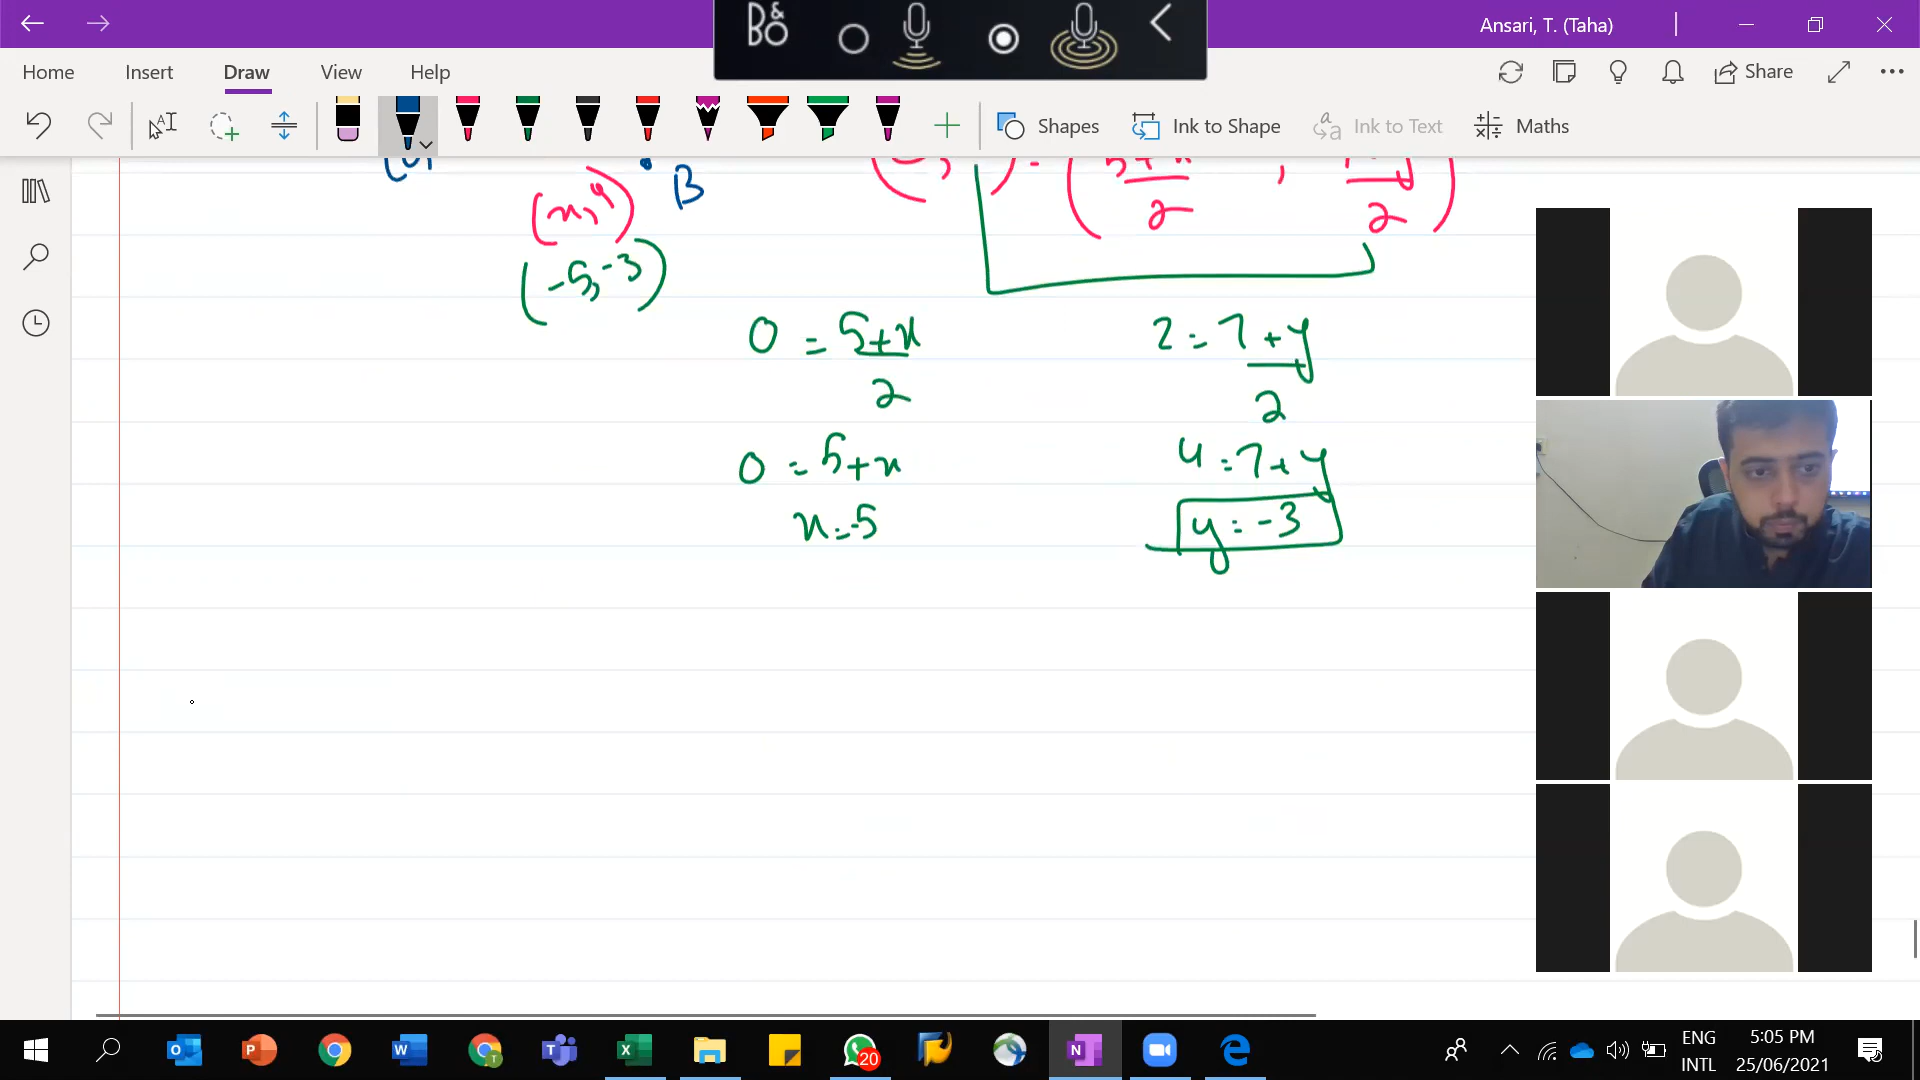 B&O
Ansari, T. (Taha)
Home Insert Draw View Help
Share
Shapes Ink to Shape Ink to Text Maths
B
(x, y)
(-5, -3)
2 2
0 = 5+x
2
2 = 7+y
2
0 = 5+x
4 = 7+y
x = -5
y = -3
20
ENG
INTL
5:05 PM
25/06/2021